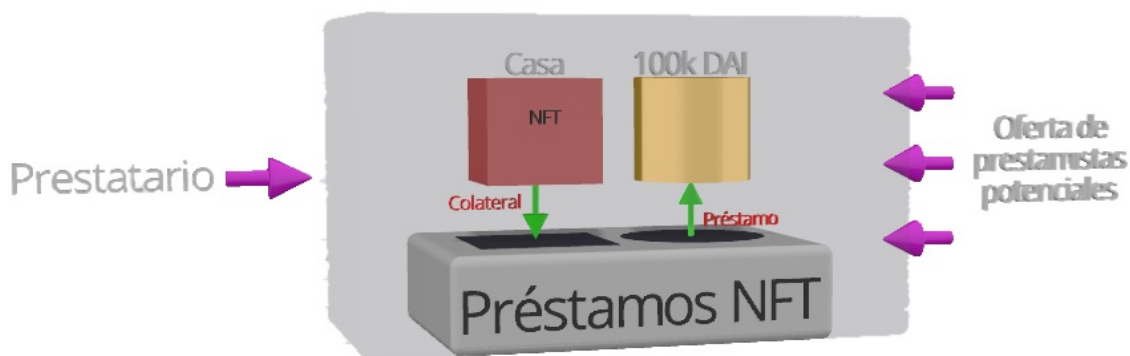 Casa
100k DAI
NFT
Prestatario
Oferta de
prestamistas
potenciales
Colateral
Préstamo
Préstamos NFT